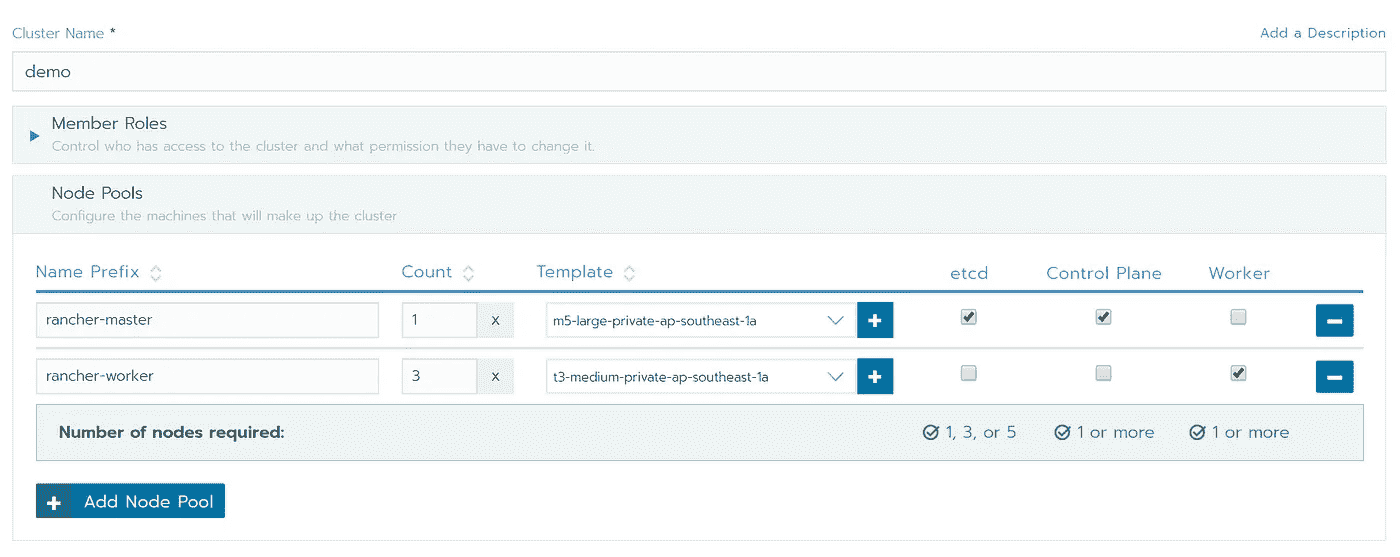 Cluster Name *
Add a Description
demo
Member Roles
Control who has access to the cluster and what permission they have to change it.
Node Pools
Configure the machines that will make up the cluster
Name Prefix Count Template etcd Control Plane Worker
rancher-master 1 x m5-large-private-ap-southeast-1a
rancher-worker 3 x t3-medium-private-ap-southeast-1a
Number of nodes required: 1, 3, or 5 1 or more 1 or more
Add Node Pool